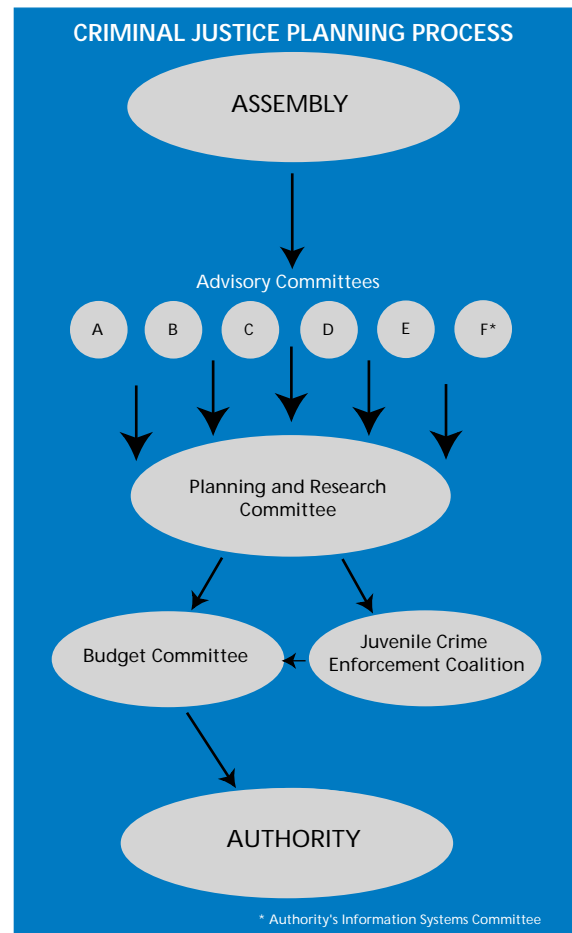 CRIMINAL JUSTICE PLANNING PROCESS
ASSEMBLY
Advisory Committees
A B C D E F*
Planning and Research
Committee
Budget Committee
Juvenile Crime
Enforcement Coalition
AUTHORITY
* Authority's Information Systems Committee